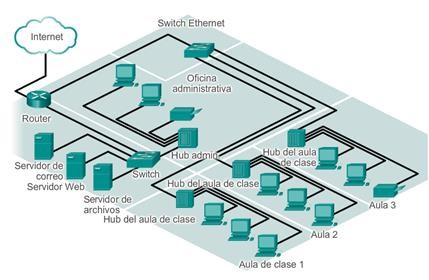 Switch Ethernet
Internet
Oficina
administrativa
Router
Hub admid.
Switch
Servidor de
correo
Servidor Web
Servidor de
archivos
Hub del aula
de clase
Hub del aula de clase
Hub del aula de clase
Aula 3
Aula 2
Aula de clase 1